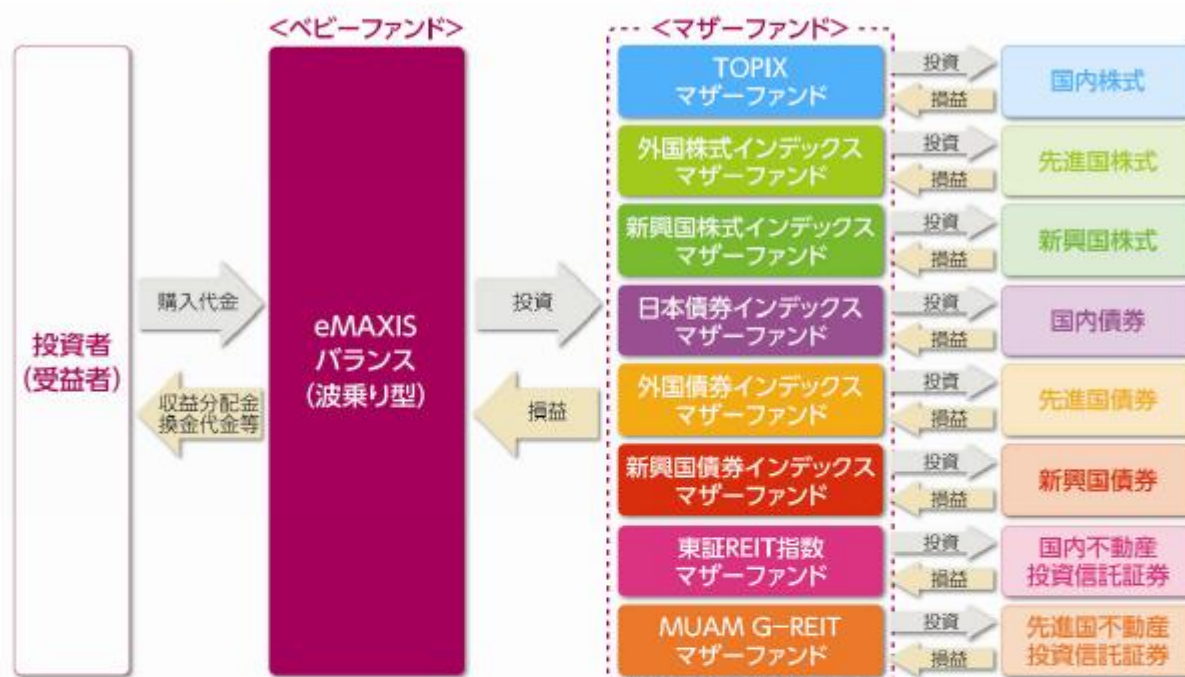 <ベビーファンド>
<マザーファンド>
投資者
(受益者)
購入代金
収益分配金
換金代金等
eMAXIS
バランス
(波乗り型)
投資
損益
TOPIX
マザーファンド
投資
損益
国内株式
外国株式インデックス
マザーファンド
投資
損益
先進国株式
新興国株式インデックス
マザーファンド
投資
損益
新興国株式
日本債券インデックス
マザーファンド
投資
損益
国内債券
外国債券インデックス
マザーファンド
投資
損益
先進国債券
新興国債券インデックス
マザーファンド
投資
損益
新興国債券
東証REIT指数
マザーファンド
投資
損益
国内不動産
投資信託証券
MUAM G-REIT
マザーファンド
投資
損益
先進国不動産
投資信託証券